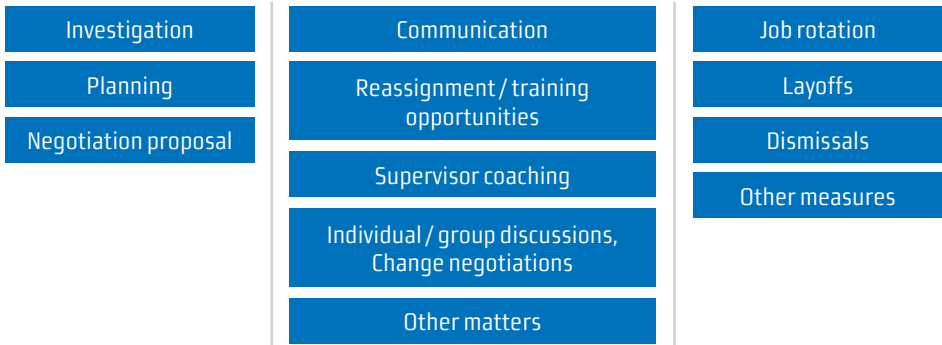 Investigation
Planning
Negotiation proposal
Communication
Reassignment / training
opportunities
Supervisor coaching
Individual / group discussions,
Change negotiations
Other matters
Job rotation
Layoffs
Dismissals
Other measures